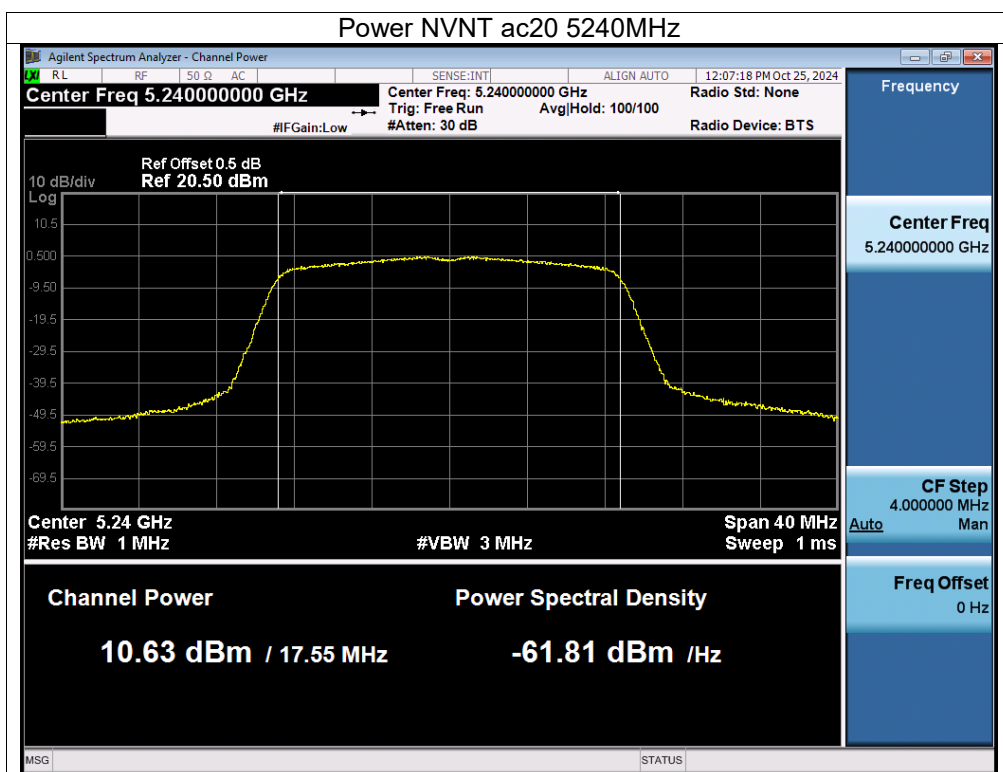 Power NVNT ac20 5240MHz
Agilent Spectrum Analyzer - Channel Power
LXI RL RF 50 Ω AC SENSE:INT ALIGN AUTO 12:07:18 PM Oct 25, 2024
Center Freq 5.240000000 GHz
Center Freq: 5.240000000 GHz Radio Std: None
Trig: Free Run Avg|Hold: 100/100
#IFGain:Low #Atten: 30 dB Radio Device: BTS
Ref Offset 0.5 dB
10 dB/div Ref 20.50 dBm
Log
10.5
0.500
-9.50
-19.5
-29.5
-39.5
-49.5
-59.5
-69.5
Center 5.24 GHz Span 40 MHz
#Res BW 1 MHz #VBW 3 MHz Sweep 1 ms
Channel Power Power Spectral Density
10.63 dBm / 17.55 MHz -61.81 dBm /Hz
Frequency
Center Freq
5.240000000 GHz
CF Step
4.000000 MHz
Auto Man
Freq Offset
0 Hz
MSG STATUS